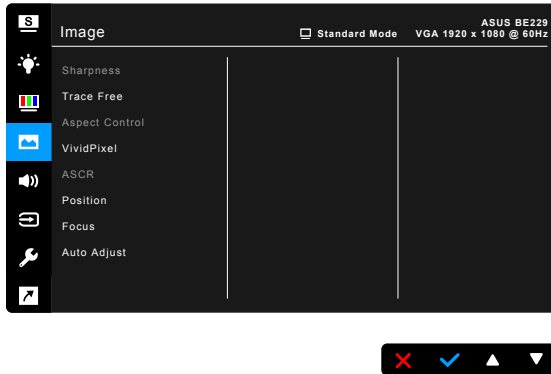 S
Image
Standard Mode
ASUS BE229
VGA 1920 x 1080 @ 60Hz
Sharpness
Trace Free
Aspect Control
VividPixel
ASCR
Position
Focus
Auto Adjust